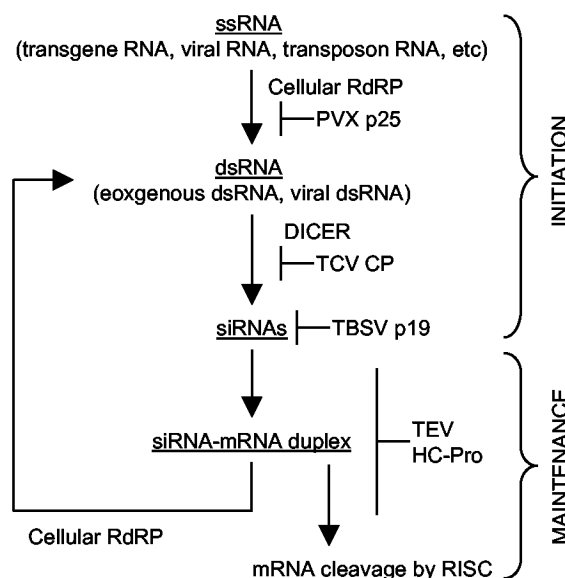 ssRNA
(transgene RNA, viral RNA, transposon RNA, etc)
Cellular RdRP
PVX p25
dsRNA
(eoxgenous dsRNA, viral dsRNA)
DICER
TCV CP
siRNAs
TBSV p19
INITIATION
siRNA-mRNA duplex
TEV
HC-Pro
Cellular RdRP
mRNA cleavage by RISC
MAINTENANCE